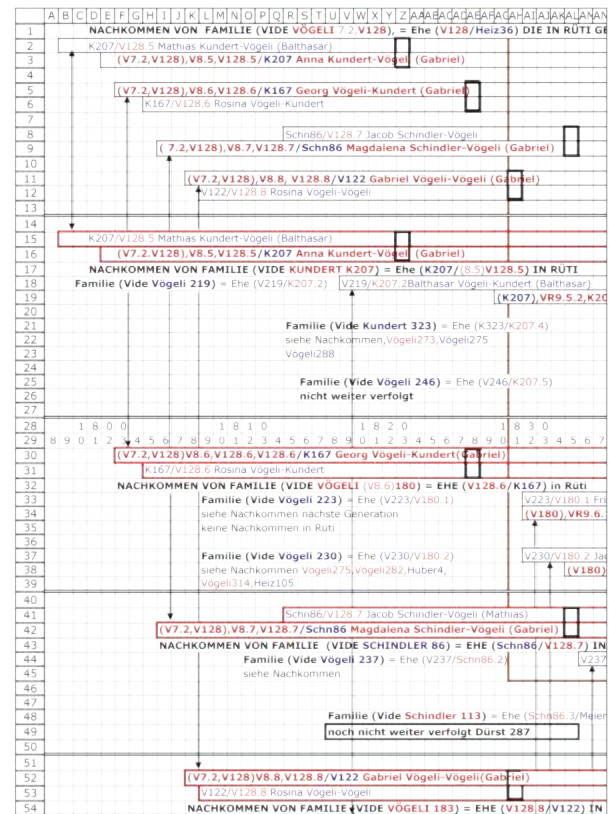 A B C D E F G H I J K L M N O P Q R S T U V W X Y Z
1 NACHKOMMEN VON FAMILIE (VIDE VÖGELI 7.2,V128), = Ehe (V128/Heiz36) DIE IN RÜTI GE
2 K207/V128.5 Mathias Kundert-Vögeli (Balthasar)
3 (V7.2,V128),V8.5,V128.5/K207 Anna Kundert-Vögeli (Gabriel)
4
5 (V7.2,V128),V8.6,V128.6/K167 Georg Vögeli-Kundert (Gabriel)
6 K167/V128.6 Rosina Vögeli-Kundert
7
8 Schn86/V128.7 Jacob Schindler-Vögeli
9 ( 7.2,V128),V8.7,V128.7/Schn86 Magdalena Schindler-Vögeli (Gabriel)
10
11 (V7.2,V128),V8.8, V128.8/V122 Gabriel Vögeli-Vögeli (Gabriel)
12 V122/V128.8 Rosina Vögeli-Vögeli
13
14
15 K207/V128.5 Mathias Kundert-Vögeli (Balthasar)
16 (V7.2,V128),V8.5,V128.5/K207 Anna Kundert-Vögeli (Gabriel)
17 NACHKOMMEN VON FAMILIE (VIDE KUNDERT K207) = Ehe (K207/(8.5)V128.5) IN RÜTI
18 Familie (Vide Vögeli 219) = Ehe (V219/K207.2) V219/K207.2Balthasar Vögeli-Kundert (Balthasar)
19 (K207),VR9.5.2,K20
20
21 Familie (Vide Kundert 323) = Ehe (K323/K207.4)
22 siehe Nachkommen,Vögeli273,Vögeli275
23 Vögeli288
24
25 Familie (Vide Vögeli 246) = Ehe (V246/K207.5)
26 nicht weiter verfolgt
27
28 1 8 0 0 1 8 1 0 1 8 2 0 1 8 3 0
29 8 9 0 1 2 3 4 5 6 7 8 9 0 1 2 3 4 5 6 7 8 9 0 1 2 3 4 5 6 7 8 9 0 1 2 3 4 5 6 7
30 (V7.2,V128)V8.6,V128.6,V128.6/K167 Georg Vögeli-Kundert(Gabriel)
31 K167/V128.6 Rosina Vögeli-Kundert
32 NACHKOMMEN VON FAMILIE (VIDE VÖGELI (V8.6)180) = EHE (V128.6/K167) in Rüti
33 Familie (Vide Vögeli 223) = Ehe (V223/V180.1) V223/V180.1 Fri
34 siehe Nachkommen nächste Generation (V180),VR9.6.
35 keine Nachkommen in Rüti
36
37 Familie (Vide Vögeli 230) = Ehe (V230/V180.2) V230/V180.2 Jac
38 siehe Nachkommen Vögeli275,Vögeli282,Huber4, (V180)
39 Vögeli314,Heiz105
40
41 Schn86/V128.7 Jacob Schindler-Vögeli (Mathias)
42 (V7.2,V128),V8.7,V128.7/Schn86 Magdalena Schindler-Vögeli (Gabriel)
43 NACHKOMMEN VON FAMILIE (VIDE SCHINDLER 86) = EHE (Schn86/V128.7) IN
44 Familie (Vide Vögeli 237) = Ehe (V237/Schn86.2) V237
45 siehe Nachkommen
46
47
48 Familie (Vide Schindler 113) = Ehe (Schn86.3/Meier
49 noch nicht weiter verfolgt Dürst 287
50
51
52 (V7.2,V128)V8.8,V128.8/V122 Gabriel Vögeli-Vögeli(Gabriel)
53 V122/V128.8 Rosina Vögeli-Vögeli
54 NACHKOMMEN VON FAMILIE (VIDE VÖGELI 183) = EHE (V128.8/V122) IN